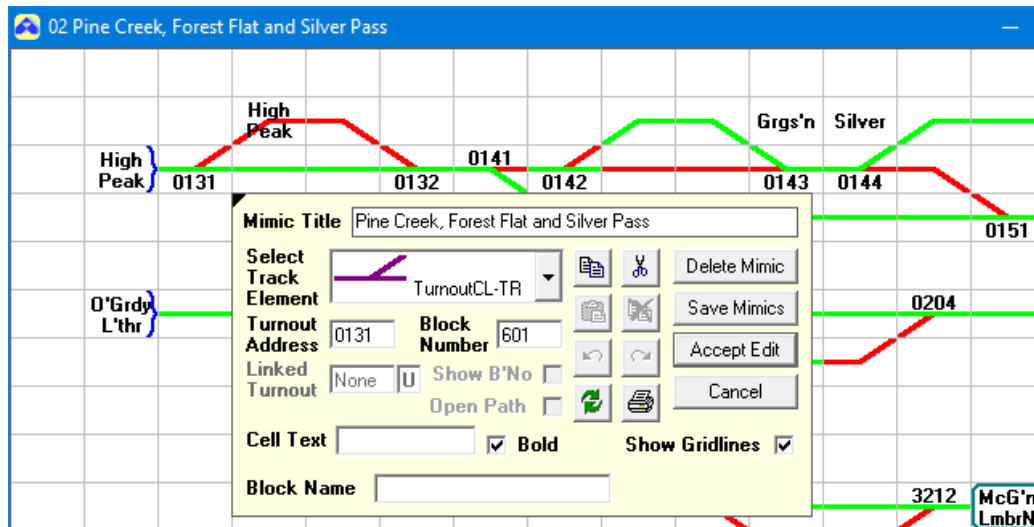 02 Pine Creek, Forest Flat and Silver Pass
High
Peak
Grgs'n Silver
High
Peak
0141
0131
0132
0142
0143
0144
0151
Mimic Title
Pine Creek, Forest Flat and Silver Pass
Select
Track
Element
TurnoutCL-TR
Delete Mimic
O'Grdy
L'thr
Save Mimics
0204
Turnout
Address
0131
Block
Number
601
Accept Edit
Linked
Turnout
None
U
Show B'No
Open Path
Cancel
Cell Text
Bold
Show Gridlines
Block Name
3212
McG'n
LmbrN